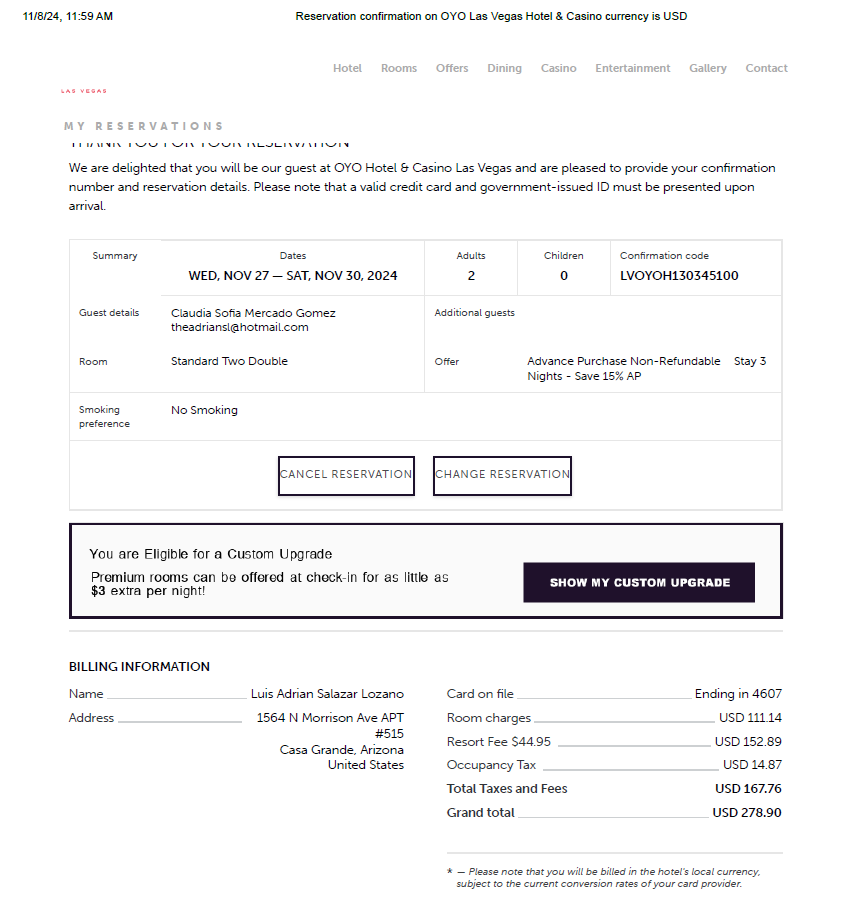 11/8/24, 11:59 AM Reservation confirmation on OYO Las Vegas Hotel & Casino currency is USD
Hotel Rooms Offers Dining Casino Entertainment Gallery Contact
LAS VEGAS
MY RESERVATIONS
THANK YOU FOR YOUR RESERVATION
We are delighted that you will be our guest at OYO Hotel & Casino Las Vegas and are pleased to provide your confirmation
number and reservation details. Please note that a valid credit card and government-issued ID must be presented upon
arrival.
Summary Dates Adults Children Confirmation code
WED, NOV 27 — SAT, NOV 30, 2024 2 0 LVOYOH130345100
Guest details Claudia Sofia Mercado Gomez Additional guests
theadriansl@hotmail.com
Room Standard Two Double Offer Advance Purchase Non-Refundable Stay 3
Nights - Save 15% AP
Smoking No Smoking
preference
CANCEL RESERVATION CHANGE RESERVATION
You are Eligible for a Custom Upgrade
Premium rooms can be offered at check-in for as little as
$3 extra per night!
SHOW MY CUSTOM UPGRADE
BILLING INFORMATION
Name Luis Adrian Salazar Lozano
Address 1564 N Morrison Ave APT
#515
Casa Grande, Arizona
United States
Card on file Ending in 4607
Room charges USD 111.14
Resort Fee $44.95 USD 152.89
Occupancy Tax USD 14.87
Total Taxes and Fees USD 167.76
Grand total USD 278.90
* — Please note that you will be billed in the hotel's local currency,
subject to the current conversion rates of your card provider.